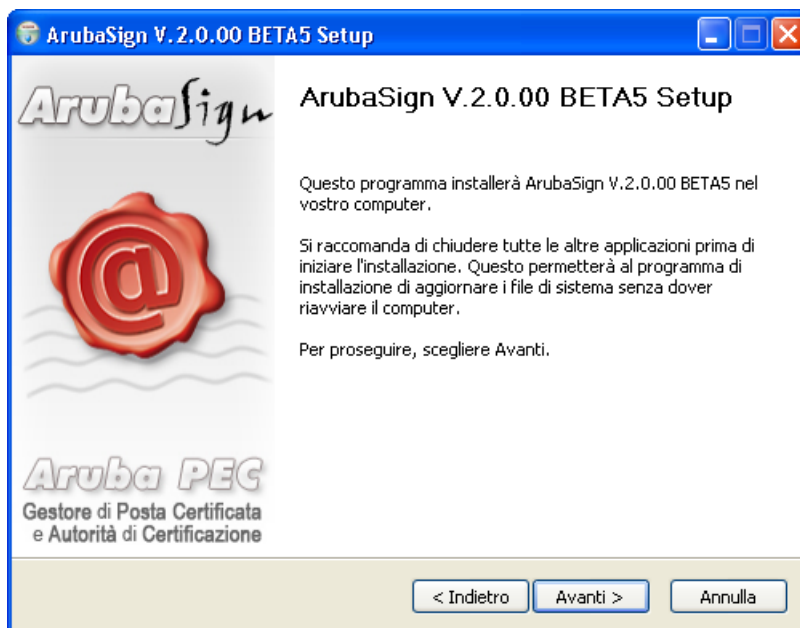 ArubaSign V.2.0.00 BETA5 Setup
ArubaSign
ArubaSign V.2.0.00 BETA5 Setup
Questo programma installerà ArubaSign V.2.0.00 BETA5 nel
vostro computer.
Si raccomanda di chiudere tutte le altre applicazioni prima di
iniziare l'installazione. Questo permetterà al programma di
installazione di aggiornare i file di sistema senza dover
riavviare il computer.
Per proseguire, scegliere Avanti.
@
Aruba PEC
Gestore di Posta Certificata
e Autorità di Certificazione
< Indietro
Avanti >
Annulla